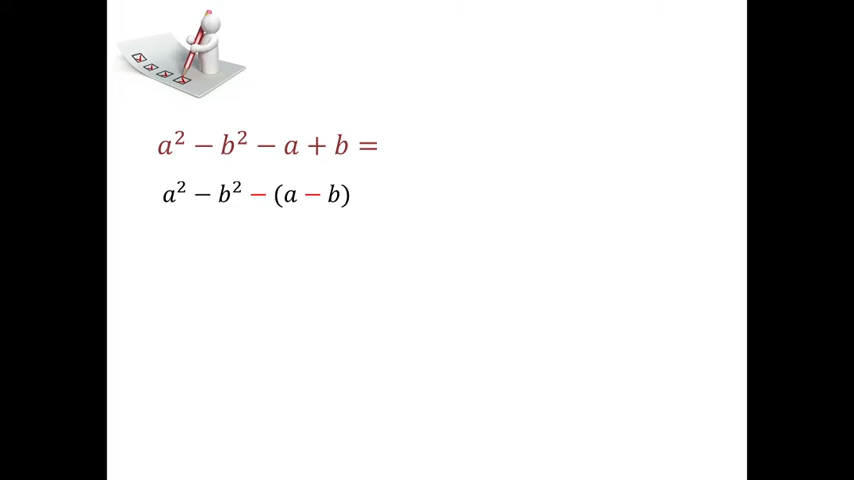 a² − b² − a + b =
a² − b² − (a − b)